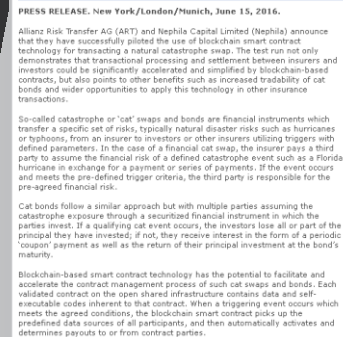 PRESS RELEASE. New York/London/Munich, June 15, 2016.
Allianz Risk Transfer AG (ART) and Nephila Capital Limited (Nephila) announce
that they have successfully piloted the use of blockchain smart contract
technology for transacting a natural catastrophe swap. The test run not only
demonstrates that transactional processing and settlement between insurers and
investors could be significantly accelerated and simplified by blockchain-based
contracts, but also points to other benefits such as increased tradability of cat
bonds and wider opportunities to apply this technology in other insurance
transactions.
So-called catastrophe or 'cat' swaps and bonds are financial instruments which
transfer a specific set of risks, typically natural disaster risks such as hurricanes
or typhoons, from an insurer to investors or other insurers utilizing triggers with
defined parameters. In the case of a financial cat swap, the insurer pays a third
party to assume the financial risk of a defined catastrophe event such as a Florida
hurricane in exchange for a payment or series of payments. If the event occurs
and meets the pre-defined trigger criteria, the third party is responsible for the
pre-agreed financial risk.
Cat bonds follow a similar approach but with multiple parties assuming the
catastrophe exposure through a securitized financial instrument in which the
parties invest. If a qualifying cat event occurs, the investors lose all or part of the
principal they have invested; if not, they receive interest in the form of a periodic
'coupon' payment as well as the return of their principal investment at the bond's
maturity.
Blockchain-based smart contract technology has the potential to facilitate and
accelerate the contract management process of such cat swaps and bonds. Each
validated contract on the open shared infrastructure contains data and self-
executable codes inherent to that contract. When a triggering event occurs which
meets the agreed conditions, the blockchain smart contract picks up the
predefined data sources of all participants, and then automatically activates and
determines payouts to or from contract parties.